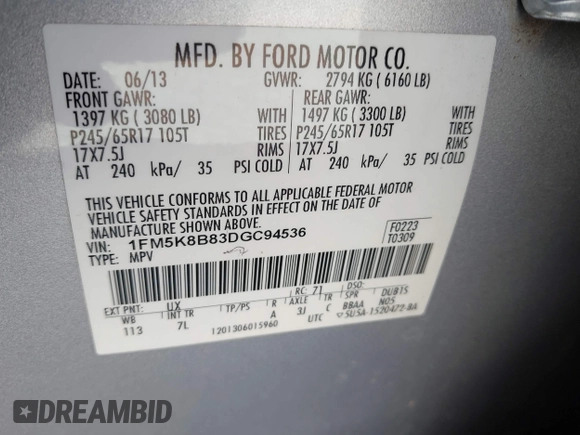 MFD. BY FORD MOTOR CO.
DATE: 06/13 GVWR: 2794 KG ( 6160 LB)
FRONT GAWR: REAR GAWR:
1397 KG ( 3080 LB) WITH 1497 KG ( 3300 LB) WITH
P245/65R17 105T TIRES P245/65R17 105T TIRES
17X7.5J RIMS 17X7.5J RIMS
AT 240 kPa/ 35 PSI COLD AT 240 kPa/ 35 PSI COLD
THIS VEHICLE CONFORMS TO ALL APPLICABLE FEDERAL MOTOR
VEHICLE SAFETY STANDARDS IN EFFECT ON THE DATE OF
MANUFACTURE SHOWN ABOVE.
VIN: 1FM5K8B83DGC94536 F0223
TYPE: MPV T0309
EXT PNT: UX RC: 71 DSO:
WB INT TR TP/PS R AXLE TR SPR DUB1S
113 7L A 3J C BBAA N05
1201306015960 UTC
DREAMBID